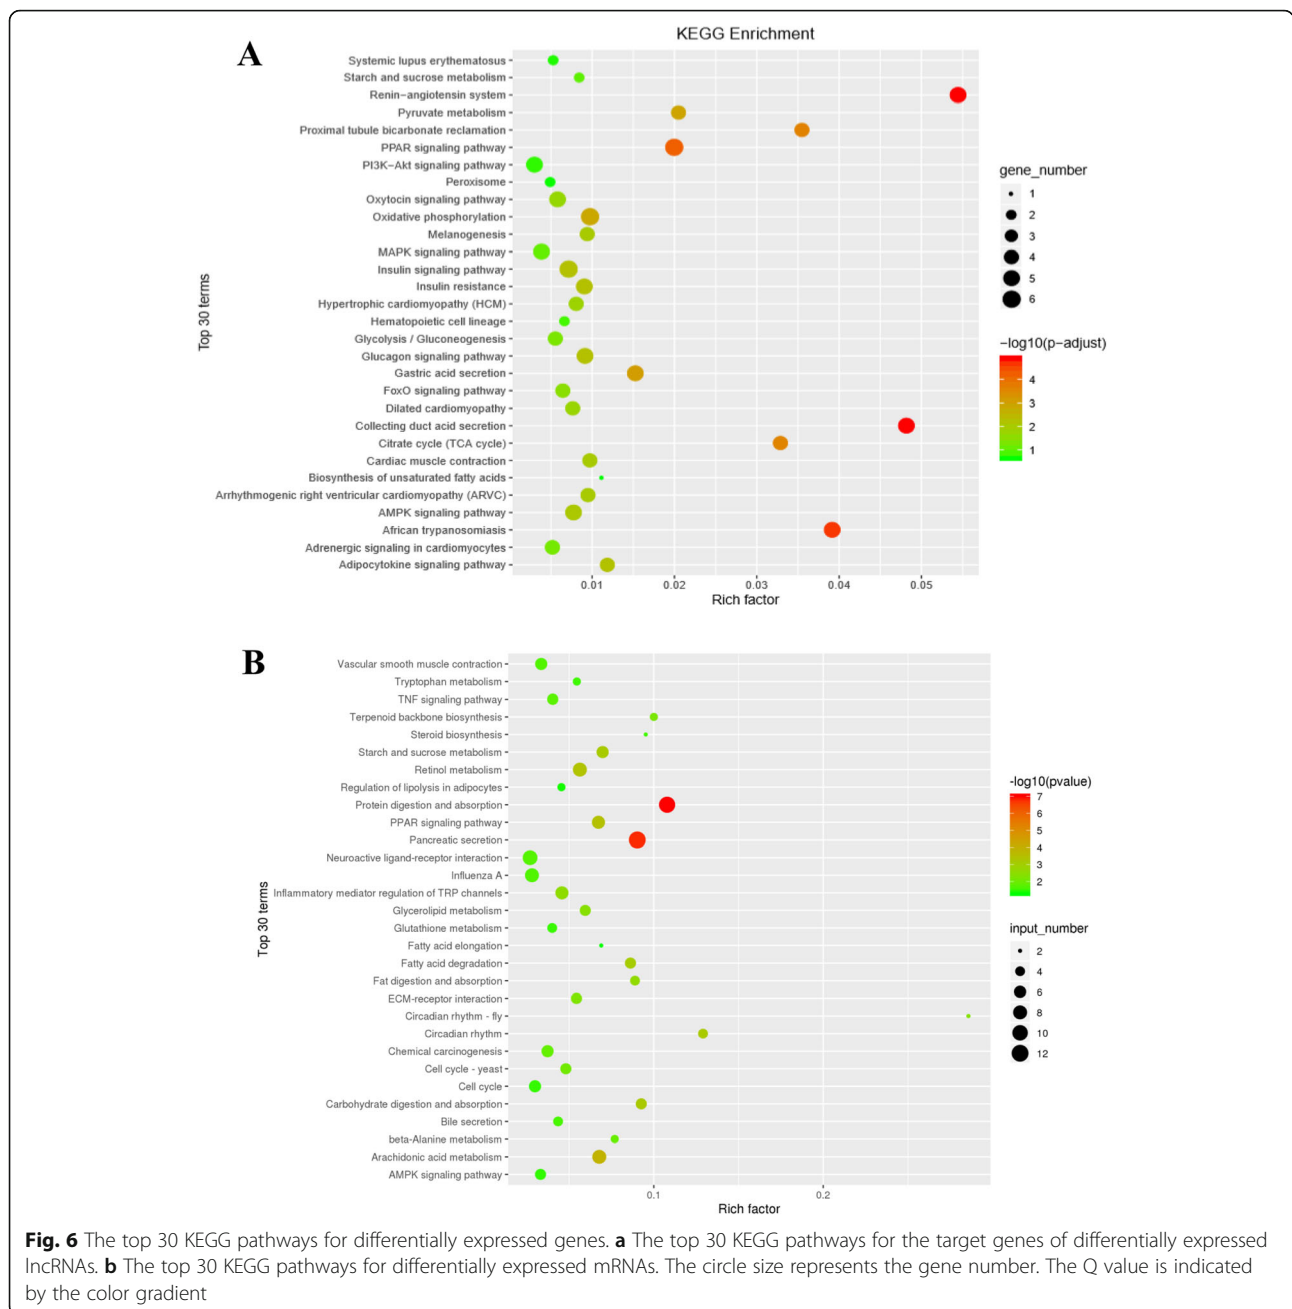 A
KEGG Enrichment
Systemic lupus erythematosus
Starch and sucrose metabolism
Renin−angiotensin system
Pyruvate metabolism
Proximal tubule bicarbonate reclamation
PPAR signaling pathway
PI3K−Akt signaling pathway
Peroxisome
Oxytocin signaling pathway
Oxidative phosphorylation
Melanogenesis
MAPK signaling pathway
Insulin signaling pathway
Insulin resistance
Hypertrophic cardiomyopathy (HCM)
Hematopoietic cell lineage
Glycolysis / Gluconeogenesis
Glucagon signaling pathway
Gastric acid secretion
FoxO signaling pathway
Dilated cardiomyopathy
Collecting duct acid secretion
Citrate cycle (TCA cycle)
Cardiac muscle contraction
Biosynthesis of unsaturated fatty acids
Arrhythmogenic right ventricular cardiomyopathy (ARVC)
AMPK signaling pathway
African trypanosomiasis
Adrenergic signaling in cardiomyocytes
Adipocytokine signaling pathway
Top 30 terms
0.01 0.02 0.03 0.04 0.05
Rich factor
gene_number
1
2
3
4
5
6
−log10(p−adjust)
4
3
2
1
B
Vascular smooth muscle contraction
Tryptophan metabolism
TNF signaling pathway
Terpenoid backbone biosynthesis
Steroid biosynthesis
Starch and sucrose metabolism
Retinol metabolism
Regulation of lipolysis in adipocytes
Protein digestion and absorption
PPAR signaling pathway
Pancreatic secretion
Neuroactive ligand-receptor interaction
Influenza A
Inflammatory mediator regulation of TRP channels
Glycerolipid metabolism
Glutathione metabolism
Fatty acid elongation
Fatty acid degradation
Fat digestion and absorption
ECM-receptor interaction
Circadian rhythm - fly
Circadian rhythm
Chemical carcinogenesis
Cell cycle - yeast
Cell cycle
Carbohydrate digestion and absorption
Bile secretion
beta-Alanine metabolism
Arachidonic acid metabolism
AMPK signaling pathway
Top 30 terms
0.1 0.2
Rich factor
-log10(pvalue)
7
6
5
4
3
2
input_number
2
4
6
8
10
12
Fig. 6 The top 30 KEGG pathways for differentially expressed genes. a The top 30 KEGG pathways for the target genes of differentially expressed
lncRNAs. b The top 30 KEGG pathways for differentially expressed mRNAs. The circle size represents the gene number. The Q value is indicated
by the color gradient